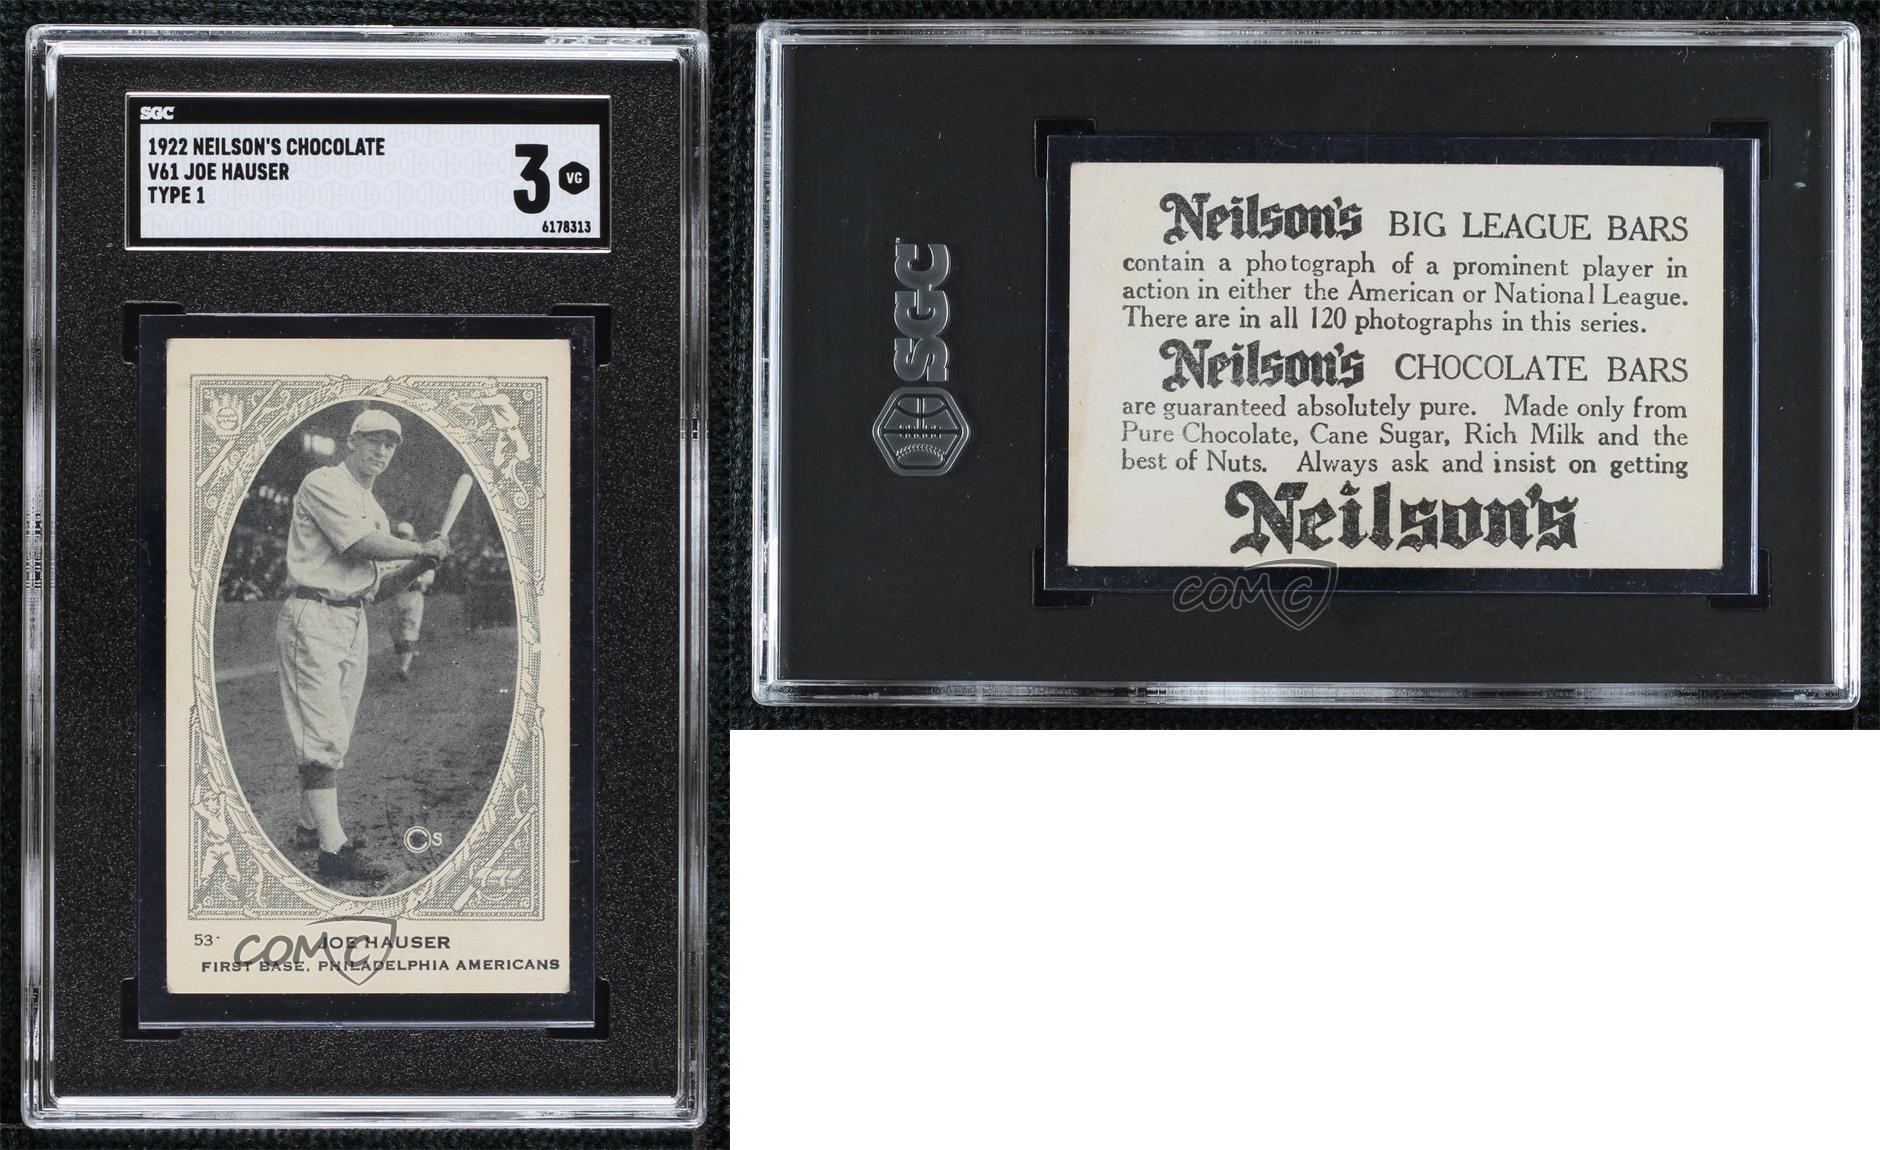 SGC
1922 NEILSON'S CHOCOLATE
V61 JOE HAUSER
TYPE 1
3 VG
6178313
Cs
53-
JOE HAUSER
FIRST BASE, PHILADELPHIA AMERICANS
COMC
SGC
Neilson's BIG LEAGUE BARS
contain a photograph of a prominent player in
action in either the American or National League.
There are in all 120 photographs in this series.
Neilson's CHOCOLATE BARS
are guaranteed absolutely pure. Made only from
Pure Chocolate, Cane Sugar, Rich Milk and the
best of Nuts. Always ask and insist on getting
Neilson's
COMC